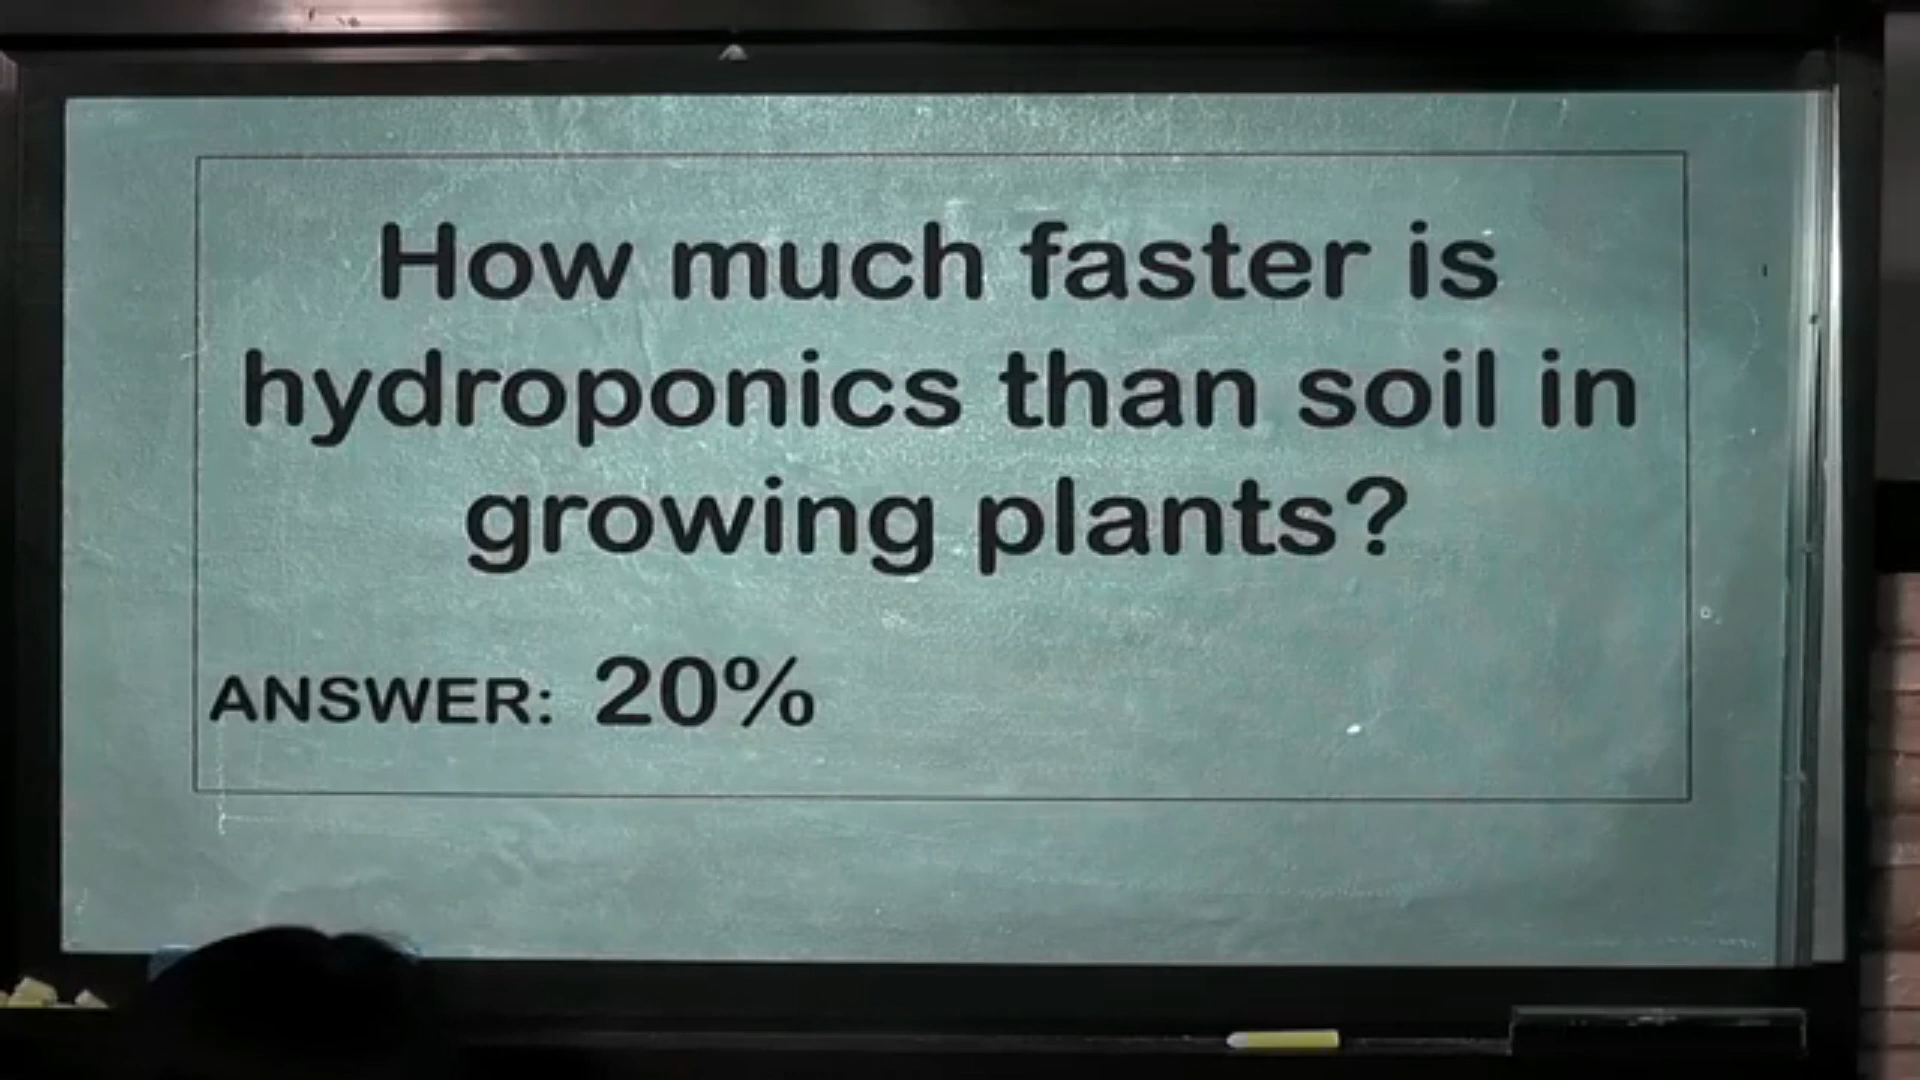 How much faster is
hydroponics than soil in
growing plants?
ANSWER: 20%